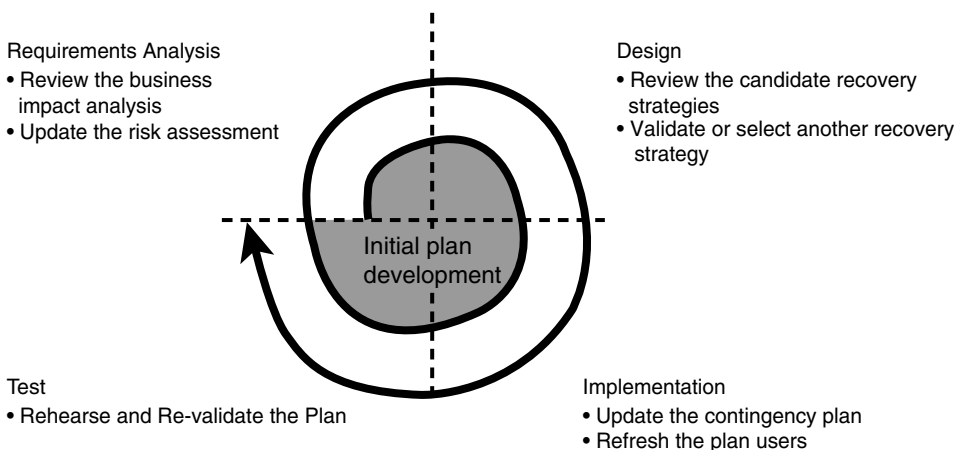 Requirements Analysis
• Review the business
impact analysis
• Update the risk assessment
Design
• Review the candidate recovery
strategies
• Validate or select another recovery
strategy
Initial plan
development
Test
• Rehearse and Re-validate the Plan
Implementation
• Update the contingency plan
• Refresh the plan users